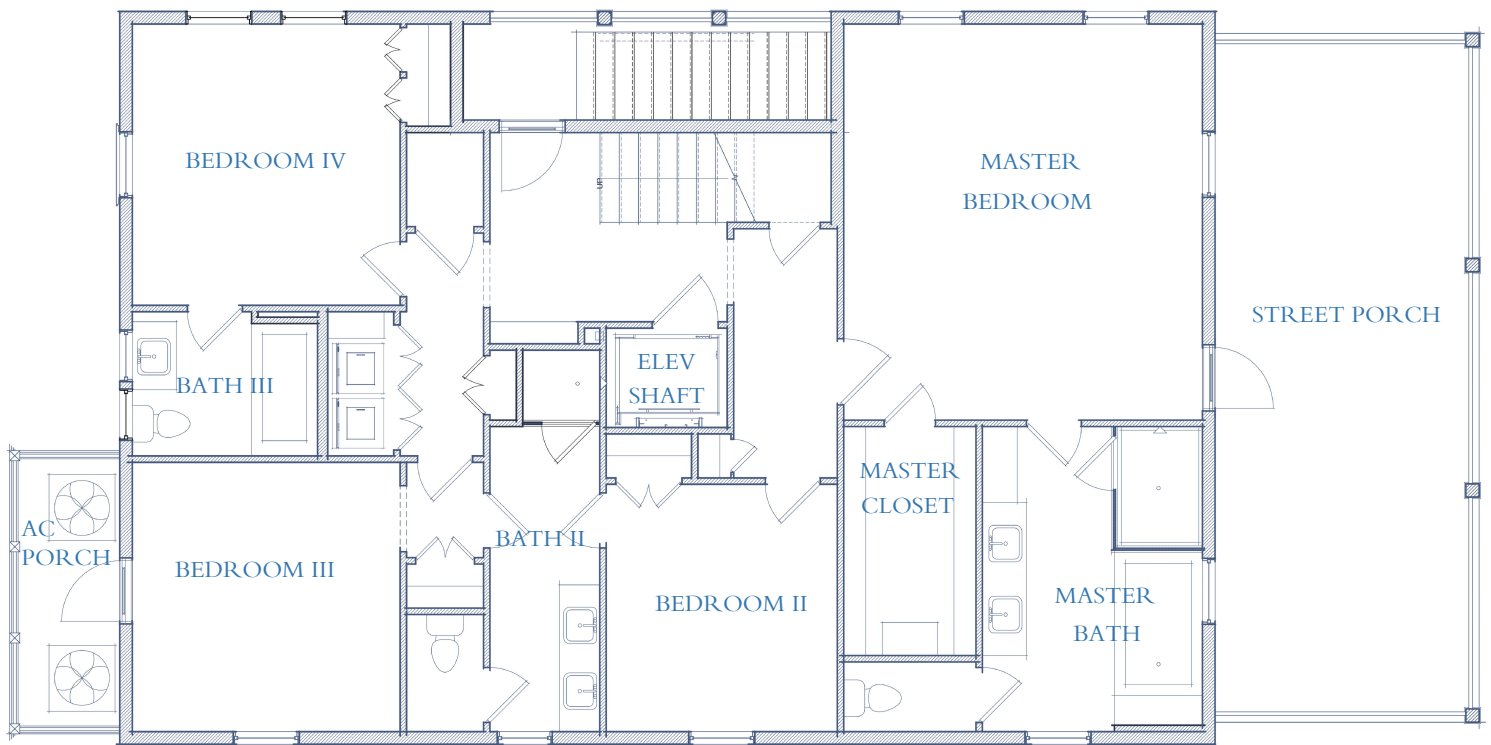 BEDROOM IV
MASTER
BEDROOM
UP
STREET PORCH
ELEV
SHAFT
BATH III
MASTER
CLOSET
AC
PORCH
BATH II
BEDROOM III
BEDROOM II
MASTER
BATH